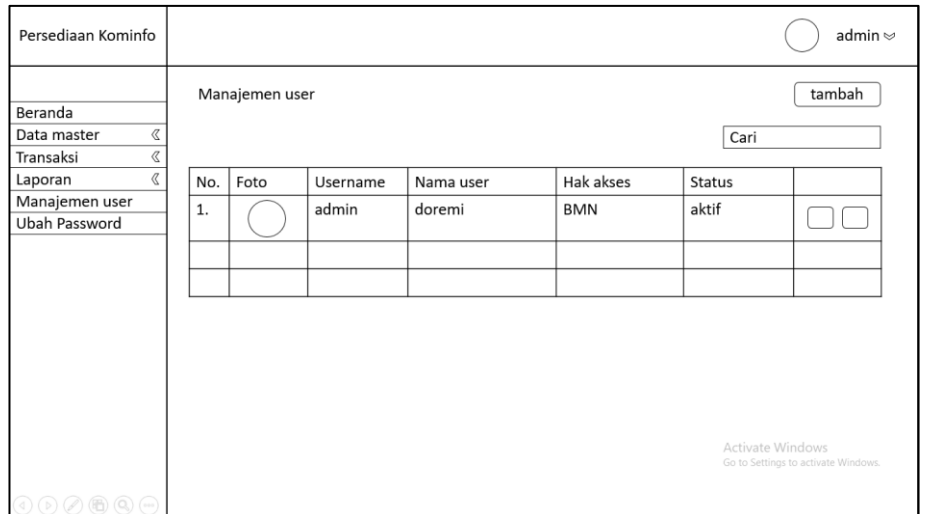 Persediaan Kominfo
admin
Manajemen user
tambah
Beranda
Data master
Cari
Transaksi
Laporan
Manajemen user
Ubah Password
No. Foto Username Nama user Hak akses Status
1. admin doremi BMN aktif
Activate Windows
Go to Settings to activate Windows.